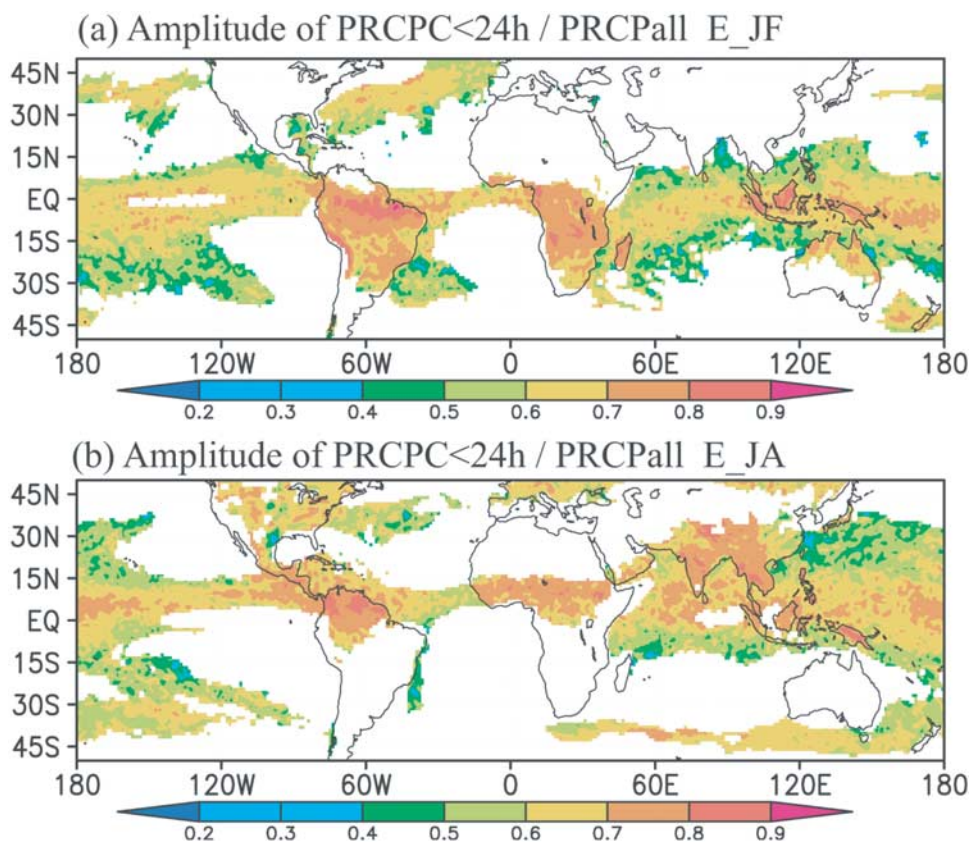 (a) Amplitude of PRCPC<24h / PRCPall E_JF
45N
30N
15N
EQ
15S
30S
45S
180 120W 60W 0 60E 120E 180
0.2 0.3 0.4 0.5 0.6 0.7 0.8 0.9
(b) Amplitude of PRCPC<24h / PRCPall E_JA
45N
30N
15N
EQ
15S
30S
45S
180 120W 60W 0 60E 120E 180
0.2 0.3 0.4 0.5 0.6 0.7 0.8 0.9